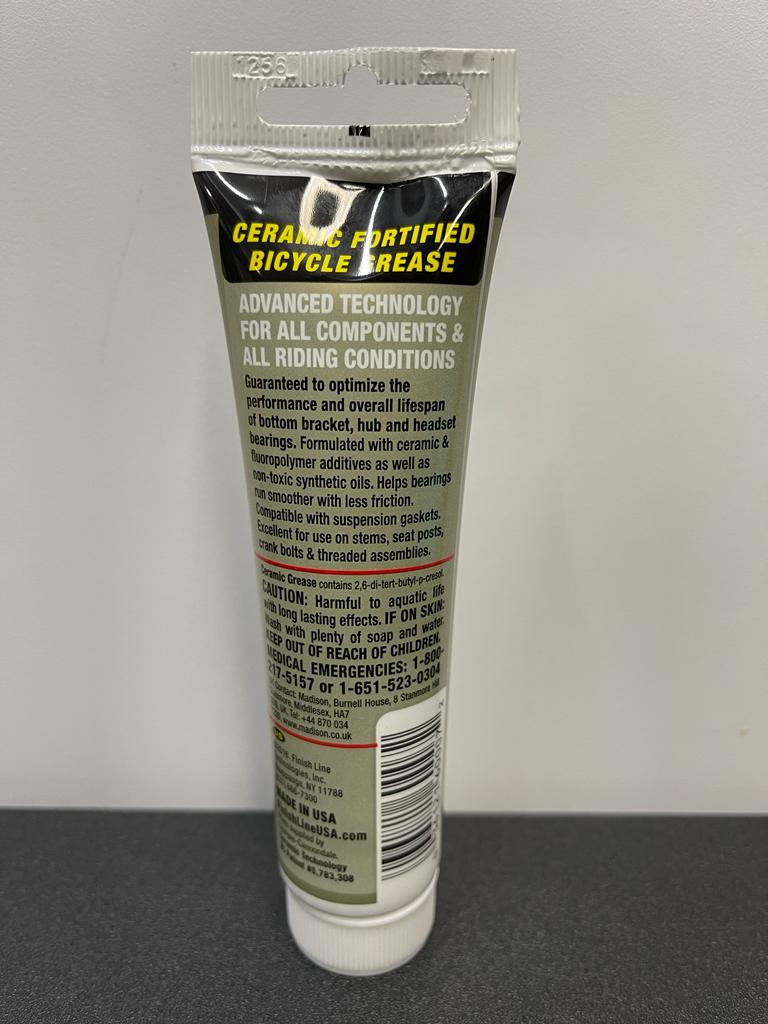 1256
CERAMIC FORTIFIED
BICYCLE GREASE
ADVANCED TECHNOLOGY
FOR ALL COMPONENTS &
ALL RIDING CONDITIONS
Guaranteed to optimize the
performance and overall lifespan
of bottom bracket, hub and headset
bearings. Formulated with ceramic &
fluoropolymer additives as well as
non-toxic synthetic oils. Helps bearings
run smoother with less friction.
Compatible with suspension gaskets.
Excellent for use on stems, seat posts,
crank bolts & threaded assemblies.
Ceramic Grease contains 2,6-di-tert-butyl-p-cresol.
CAUTION: Harmful to aquatic life
with long lasting effects. IF ON SKIN:
Wash with plenty of soap and water.
KEEP OUT OF REACH OF CHILDREN.
MEDICAL EMERGENCIES: 1-800-
217-5157 or 1-651-523-0304
Contact: Madison, Burnell House, 8 Stanmore Hill
Middlesex, HA7
UK. Tel: +44 870 034
www.madison.co.uk
Finish Line
Inc.
NY 11788
MADE IN USA
FinishLineUSA.com
supplied by
Ceramic Technology
#5,783,308